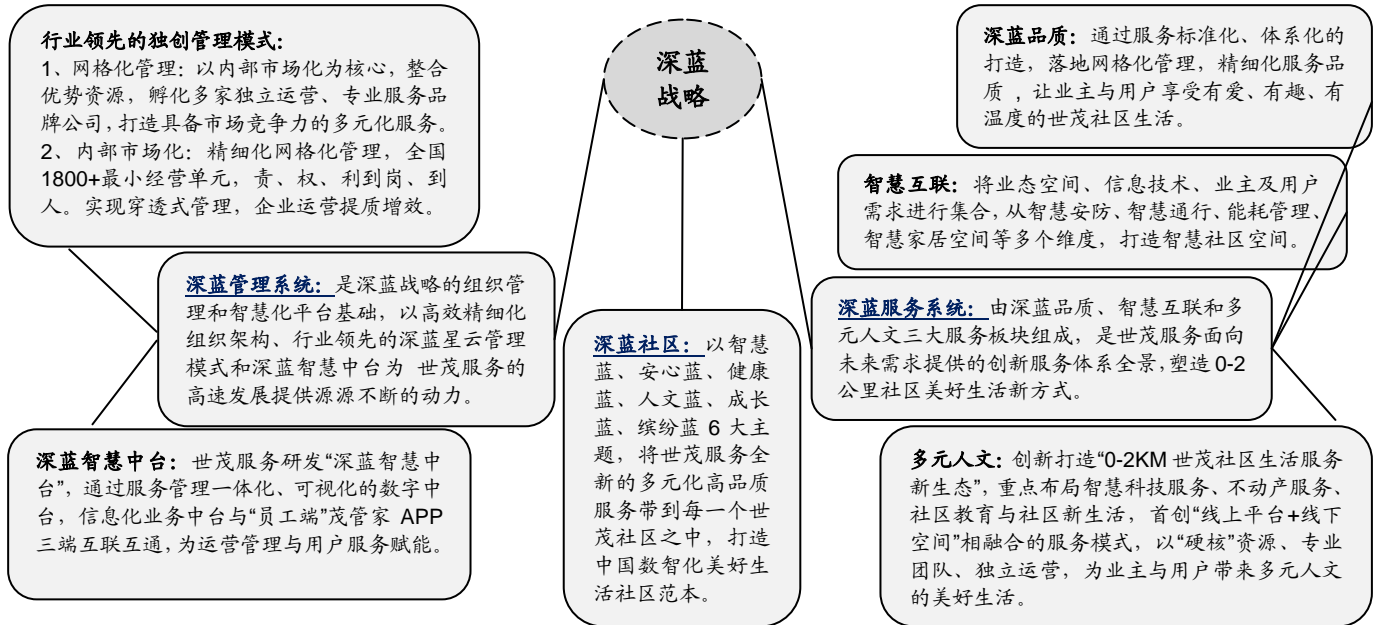 行业领先的独创管理模式：
1、网格化管理：以内部市场化为核心，整合
优势资源，孵化多家独立运营、专业服务品
牌公司，打造具备市场竞争力的多元化服务。
2、内部市场化：精细化网格化管理，全国
1800+最小经营单元，责、权、利到岗、到
人。实现穿透式管理，企业运营提质增效。
深蓝
战略
深蓝品质：通过服务标准化、体系化的
打造，落地网格化管理，精细化服务品
质，让业主与用户享受有爱、有趣、有
温度的世茂社区生活。
智慧互联：将业态空间、信息技术、业主及用户
需求进行集合，从智慧安防、智慧通行、能耗管理、
智慧家居空间等多个维度，打造智慧社区空间。
深蓝管理系统：是深蓝战略的组织管
理和智慧化平台基础，以高效精细化
组织架构、行业领先的深蓝星云管理
模式和深蓝智慧中台为 世茂服务的
高速发展提供源源不断的动力。
深蓝社区：以智慧
蓝、安心蓝、健康
蓝、人文蓝、成长
蓝、缤纷蓝 6 大主
题，将世茂服务全
新的多元化高品质
服务带到每一个世
茂社区之中，打造
中国数智化美好生
活社区范本。
深蓝服务系统：由深蓝品质、智慧互联和多
元人文三大服务板块组成，是世茂服务面向
未来需求提供的创新服务体系全景，塑造 0-2
公里社区美好生活新方式。
深蓝智慧中台：世茂服务研发“深蓝智慧中
台”，通过服务管理一体化、可视化的数字中
台，信息化业务中台与“员工端”茂管家 APP
三端互联互通，为运营管理与用户服务赋能。
多元人文：创新打造“0-2KM 世茂社区生活服务
新生态”，重点布局智慧科技服务、不动产服务、
社区教育与社区新生活，首创“线上平台+线下
空间”相融合的服务模式，以“硬核”资源、专业
团队、独立运营，为业主与用户带来多元人文
的美好生活。